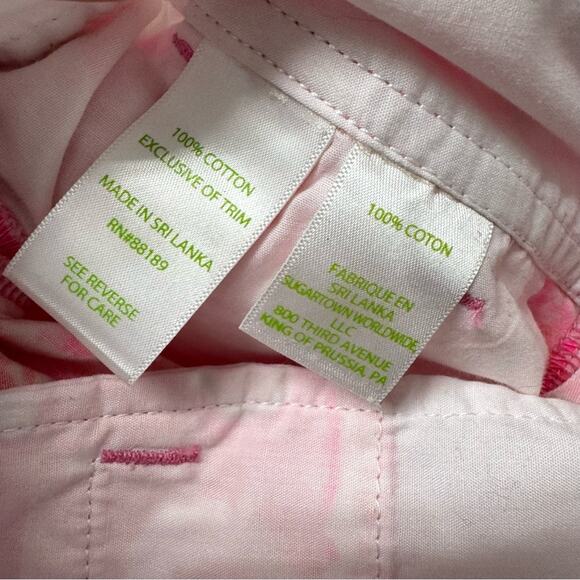 100% COTTON
EXCLUSIVE OF TRIM
MADE IN SRI LANKA
RN#88189
SEE REVERSE
FOR CARE
100% COTON
FABRIQUE EN
SRI LANKA
SUGARTOWN WORLDWIDE
LLC
800 THIRD AVENUE
KING OF PRUSSIA, PA